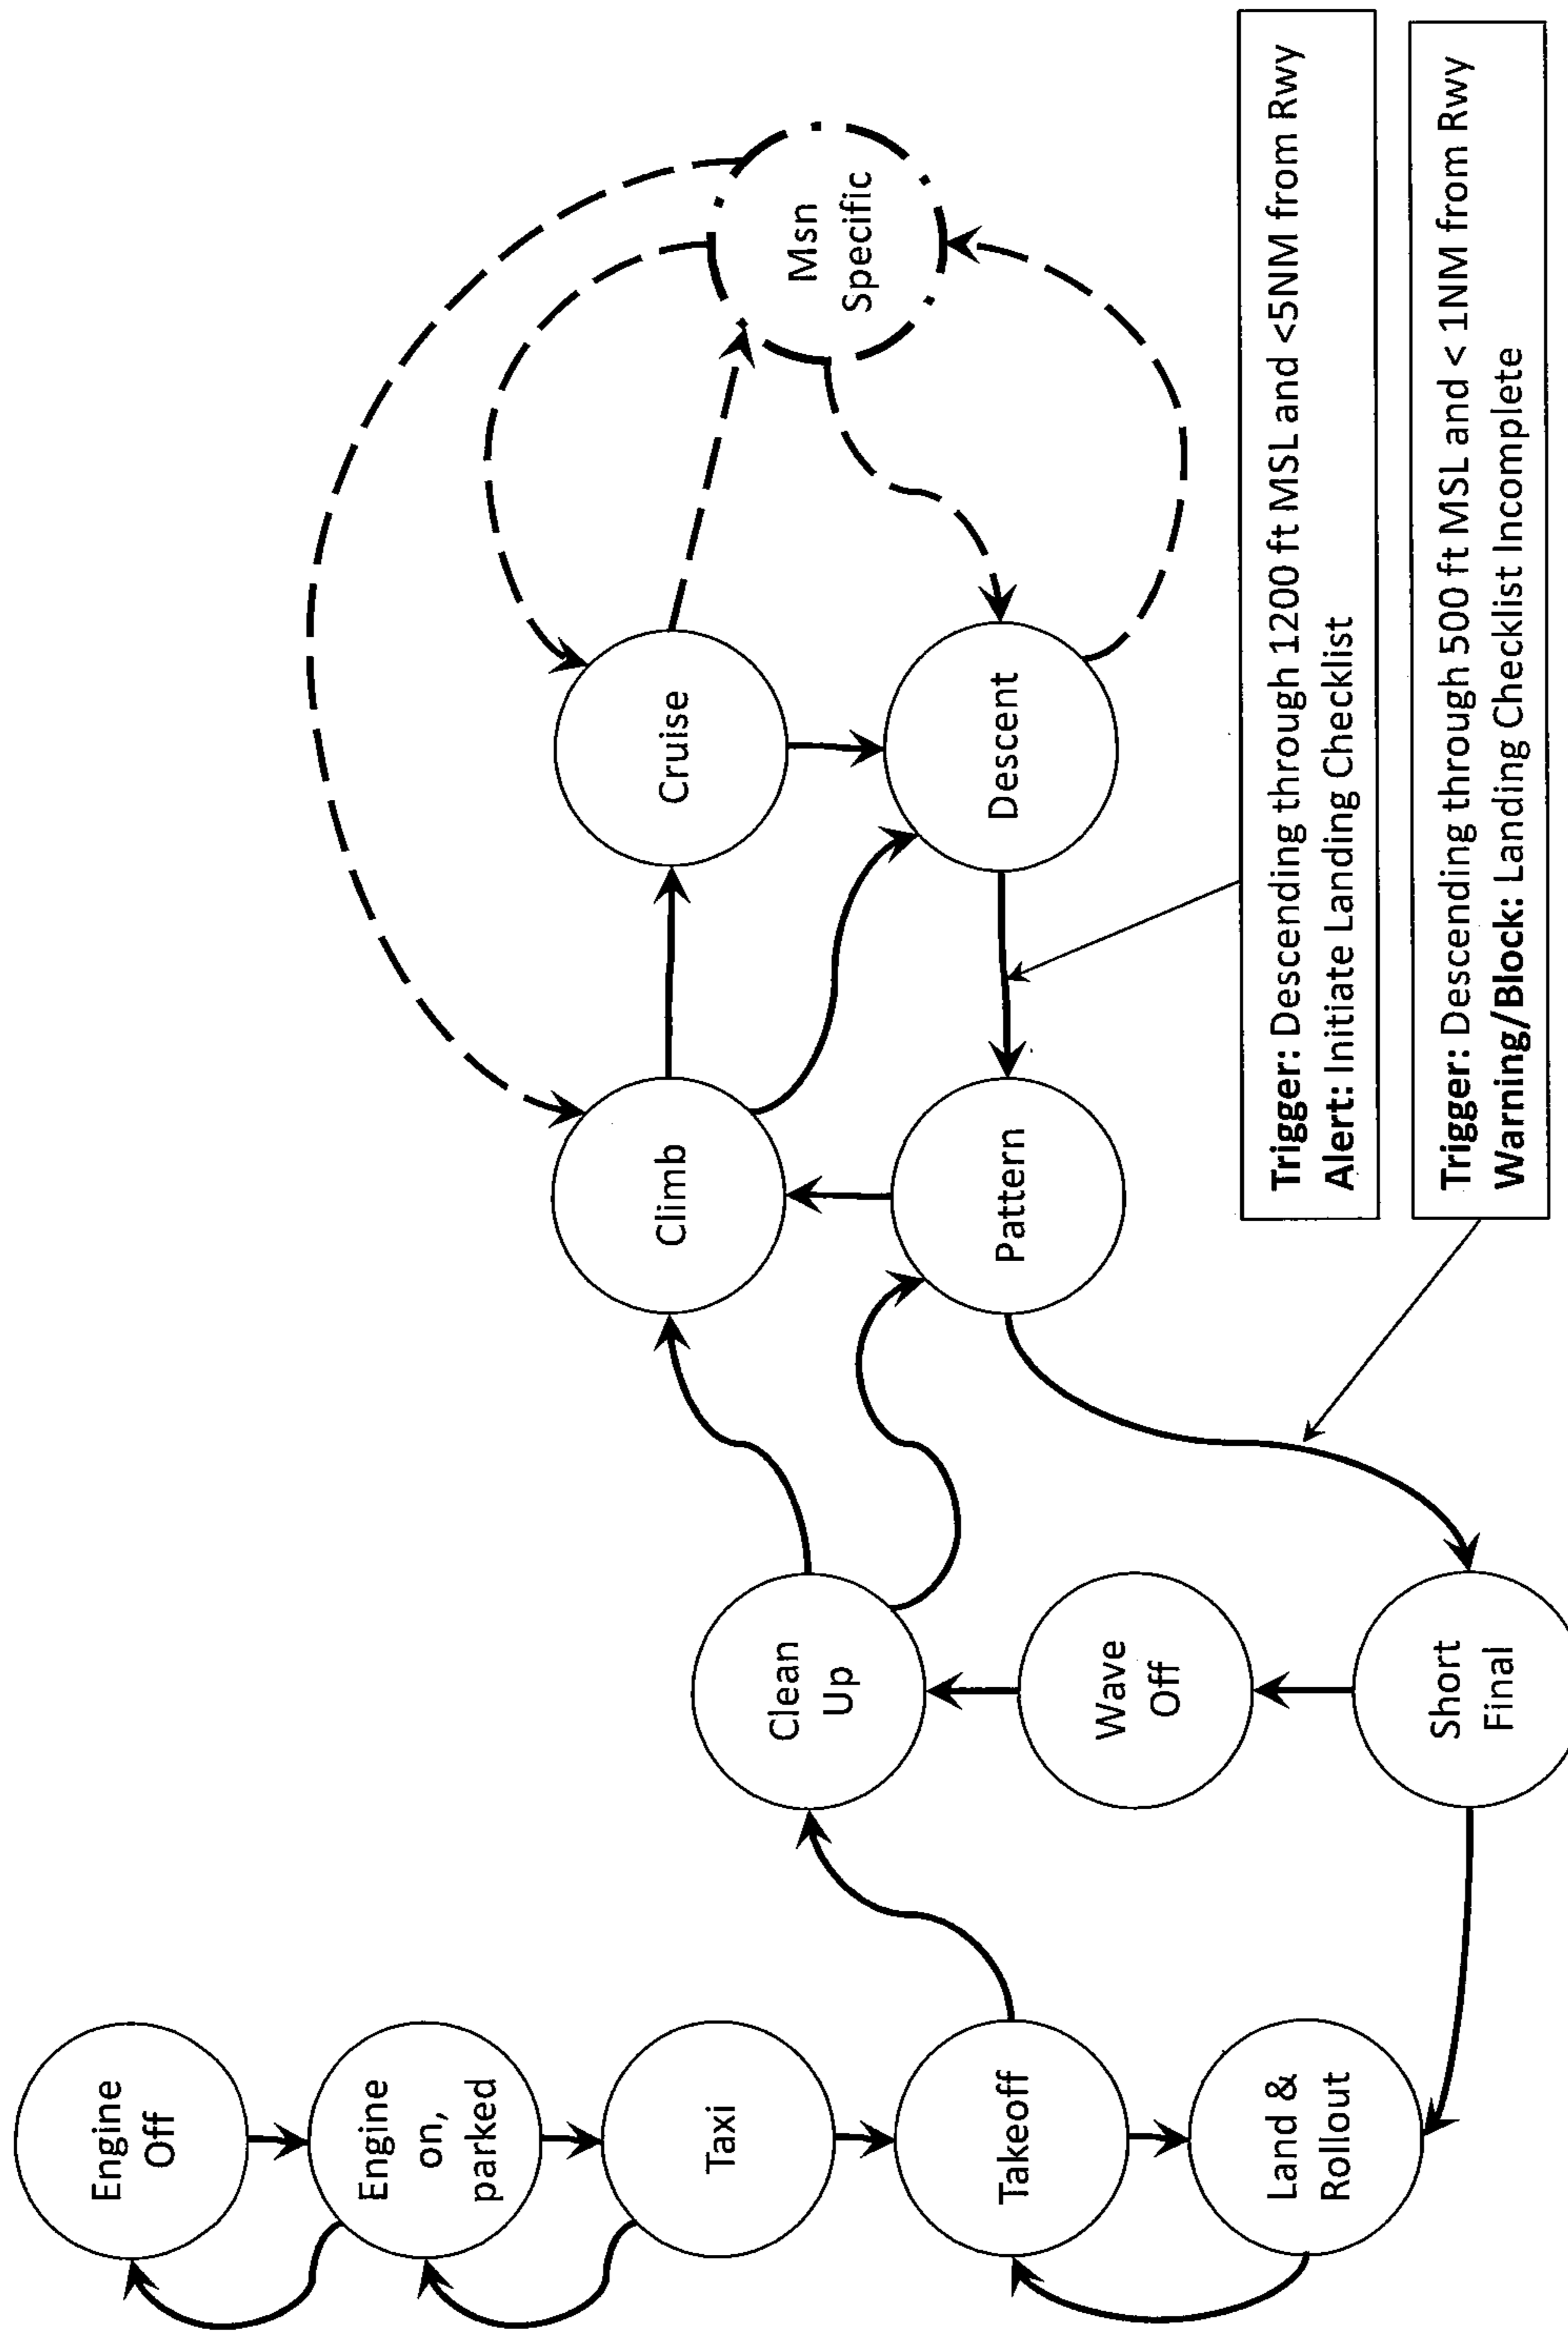 Engine
Off
Engine
on,
parked
Taxi
Takeoff
Land &
Rollout
Clean
Up
Wave
Off
Short
Final
Climb
Pattern
Cruise
Descent
Msn
Specific
Trigger: Descending through 1200 ft MSL and <5NM from Rwy
Alert: Initiate Landing Checklist
Trigger: Descending through 500 ft MSL and < 1NM from Rwy
Warning/Block: Landing Checklist Incomplete